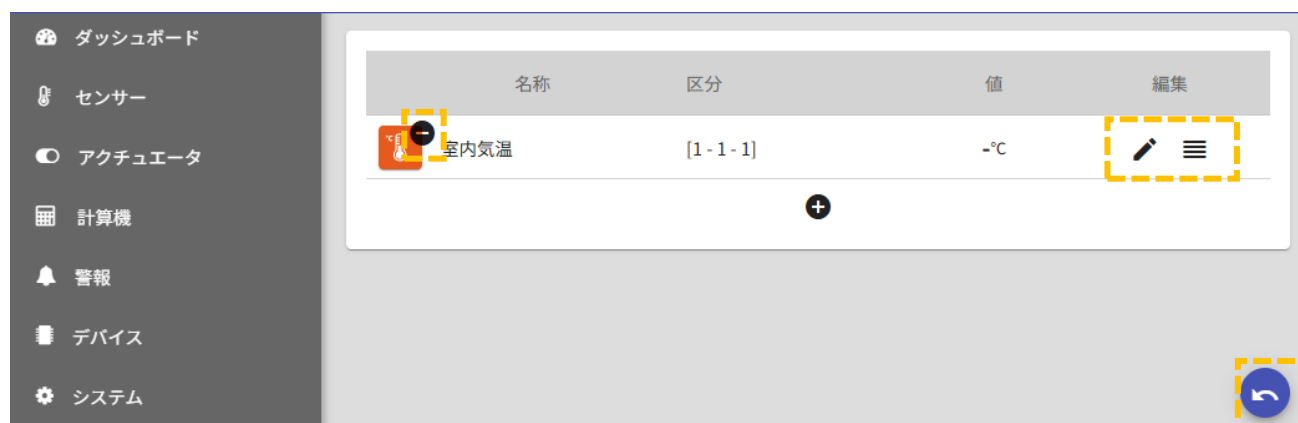 ダッシュボード
センサー
アクチュエータ
計算機
警報
デバイス
システム
名称 区分 値 編集
℃
室内気温 [1 - 1 - 1] -℃